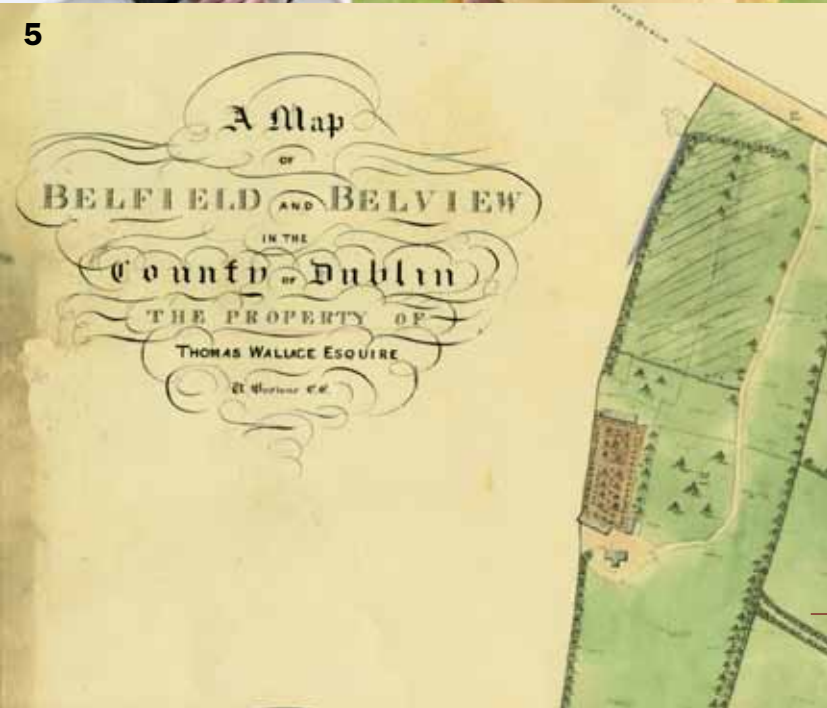 5
A Map
OF
BELFIELD AND BELVIEW
IN THE
County OF Dublin
THE PROPERTY OF
THOMAS WALLACE ESQUIRE